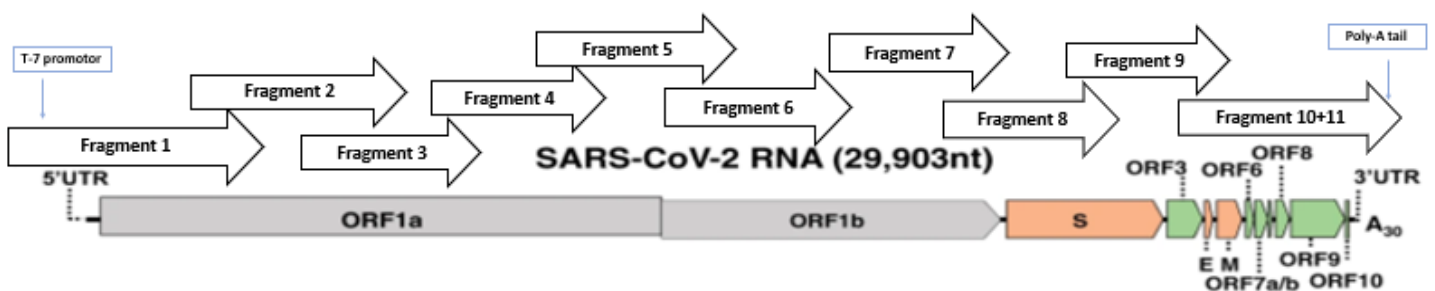 T-7 promotor
Fragment 1
Fragment 2
Fragment 3
Fragment 4
Fragment 5
Fragment 6
Fragment 7
Fragment 8
Fragment 9
Fragment 10+11
Poly-A tail
SARS-CoV-2 RNA (29,903nt)
5'UTR
ORF1a
ORF1b
S
ORF3
E
M
ORF6
ORF7a/b
ORF8
ORF9
ORF10
3'UTR
A30